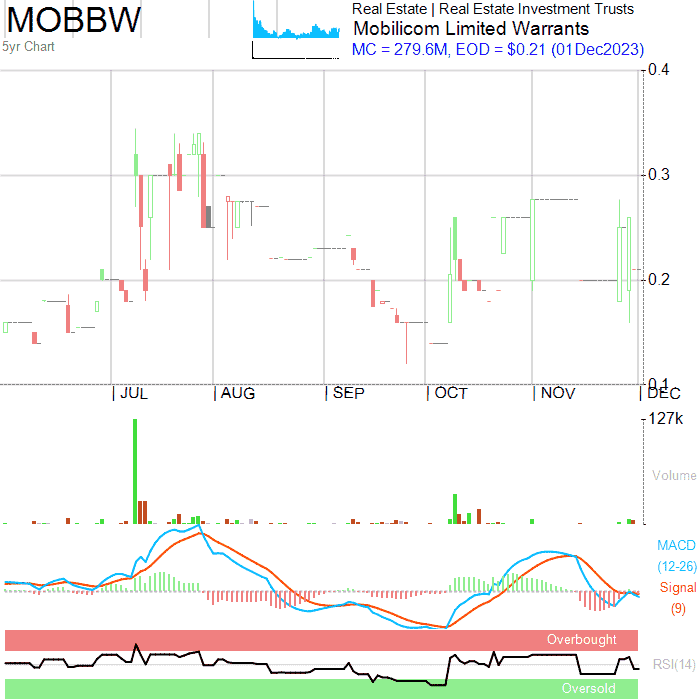 MOBBW
5yr Chart
Real Estate | Real Estate Investment Trusts
Mobilicom Limited Warrants
MC = 279.6M, EOD = $0.21 (01Dec2023)
0.4
0.3
0.2
0.1
| JUL | AUG | SEP | OCT | NOV | DEC
127k
Volume
MACD
(12-26)
Signal
(9)
Overbought
RSI(14)
Oversold